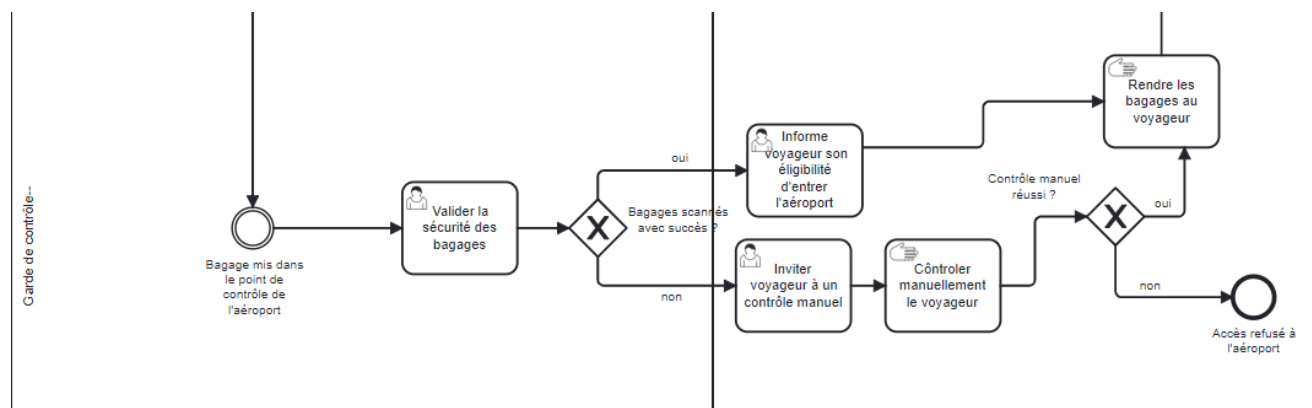 Garde de contrôle--
Bagage mis dans
le point de
contrôle de
l'aéroport
Valider la
sécurité des
bagages
Bagages scannés
avec succès ?
oui
non
Informe
voyageur son
éligibilité
d'entrer
l'aéroport
Inviter
voyageur à un
contrôle manuel
Côntroler
manuellement
le voyageur
Contrôle manuel
réussi ?
oui
non
Rendre les
bagages au
voyageur
Accès refusé à
l'aéroport